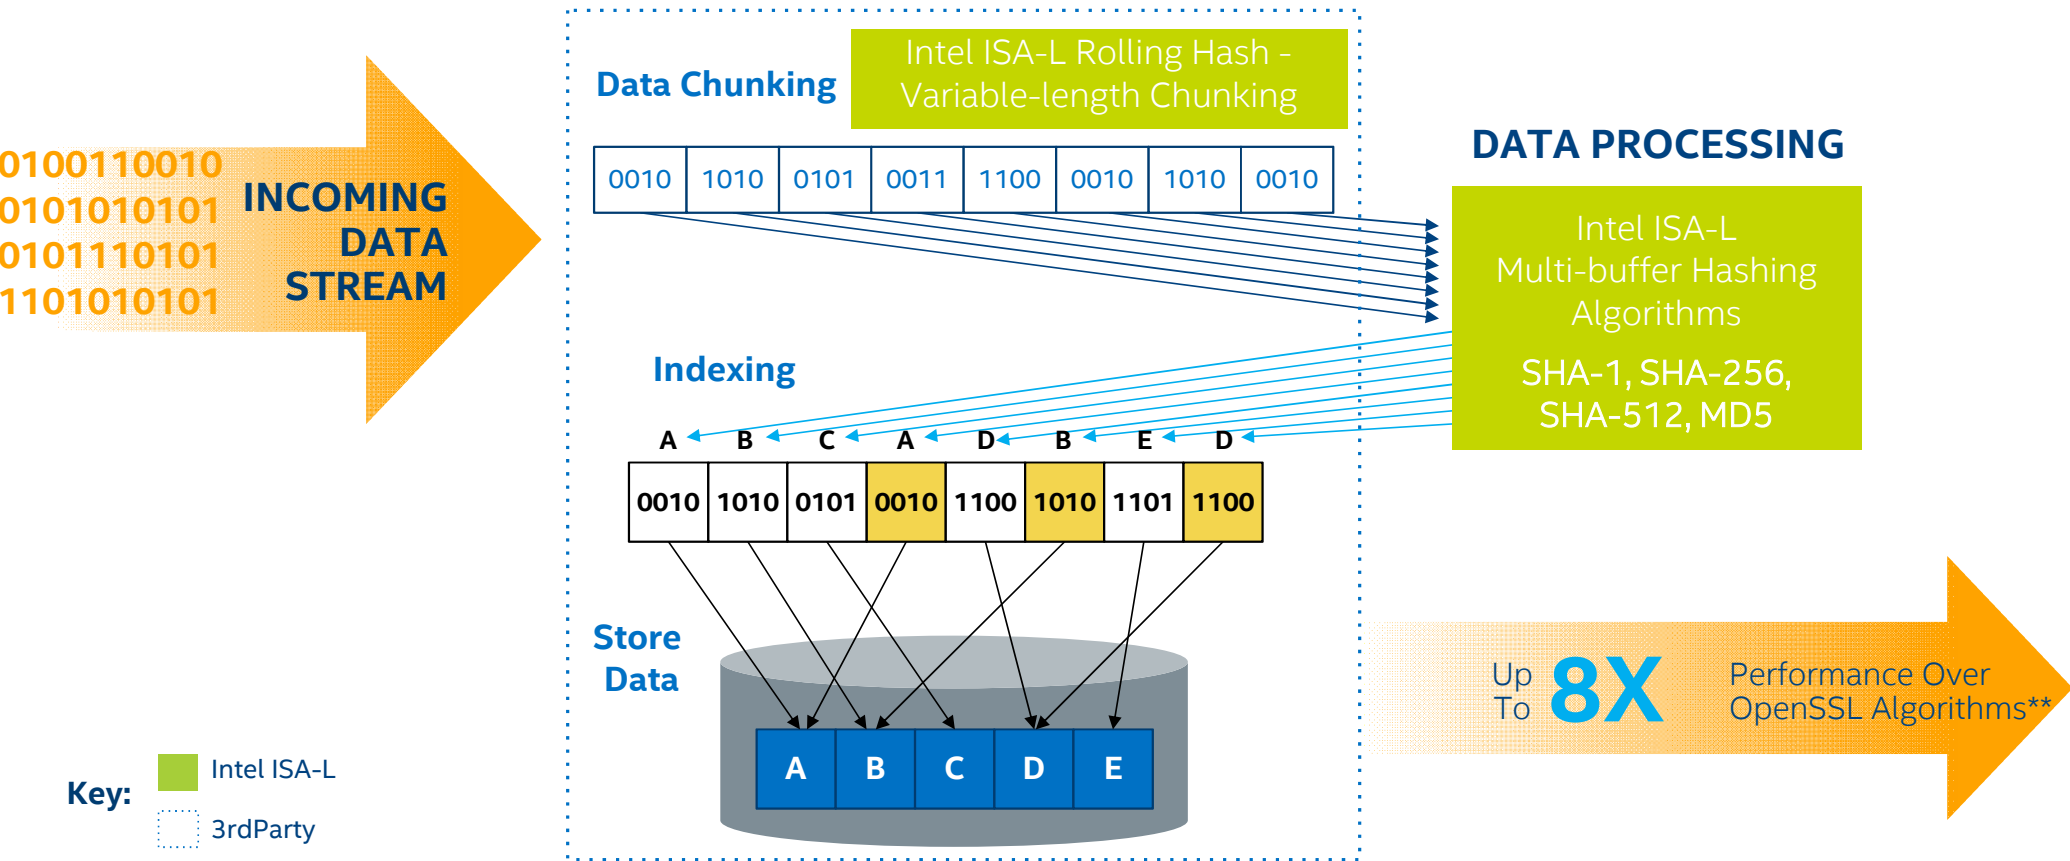 0100110010
0101010101
0101110101
1101010101
INCOMING
DATA
STREAM
Data Chunking
Intel ISA-L Rolling Hash -
Variable-length Chunking
0010 1010 0101 0011 1100 0010 1010 0010
DATA PROCESSING
Intel ISA-L
Multi-buffer Hashing
Algorithms
SHA-1, SHA-256,
SHA-512, MD5
Indexing
A B C A D B E D
0010 1010 0101 0010 1100 1010 1101 1100
Store
Data
A B C D E
Up
To
8X
Performance Over
OpenSSL Algorithms**
Key:
Intel ISA-L
3rdParty